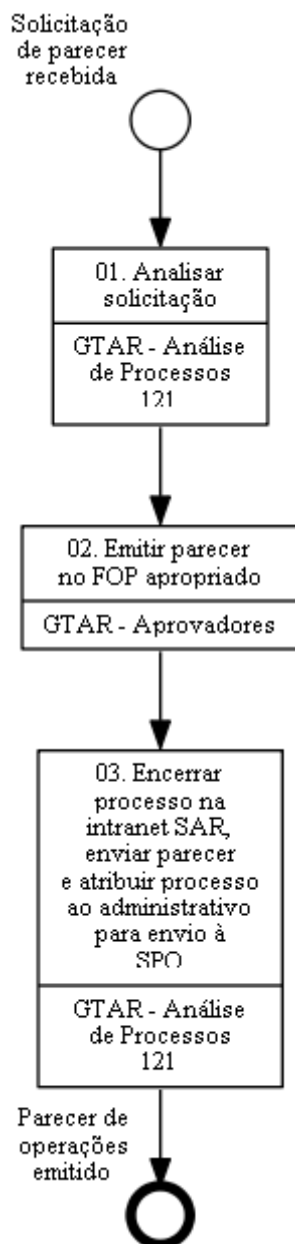 Solicitação
de parecer
recebida
01. Analisar
solicitação
GTAR - Análise
de Processos
121
02. Emitir parecer
no FOP apropriado
GTAR - Aprovadores
03. Encerrar
processo na
intranet SAR,
enviar parecer
e atribuir processo
ao administrativo
para envio à
SPO
GTAR - Análise
de Processos
121
Parecer de
operações
emitido